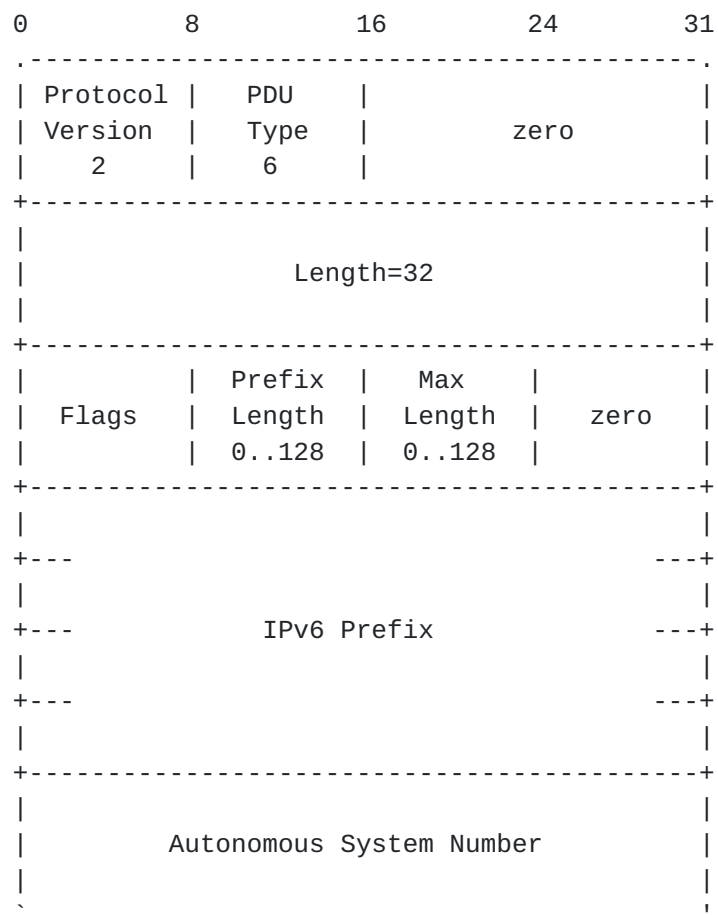 0          8          16         24        31
.-------------------------------------------.
| Protocol |   PDU    |                     |
| Version  |   Type   |         zero        |
|    2     |    6     |                     |
+-------------------------------------------+
|                                           |
|                 Length=32                 |
|                                           |
+-------------------------------------------+
|          |  Prefix  |   Max    |          |
|  Flags   |  Length  |  Length  |   zero   |
|          |  0..128  |  0..128  |          |
+-------------------------------------------+
|                                           |
+---                                     ---+
|                                           |
+---            IPv6 Prefix              ---+
|                                           |
+---                                     ---+
|                                           |
+-------------------------------------------+
|                                           |
|         Autonomous System Number          |
|                                           |
`-------------------------------------------'